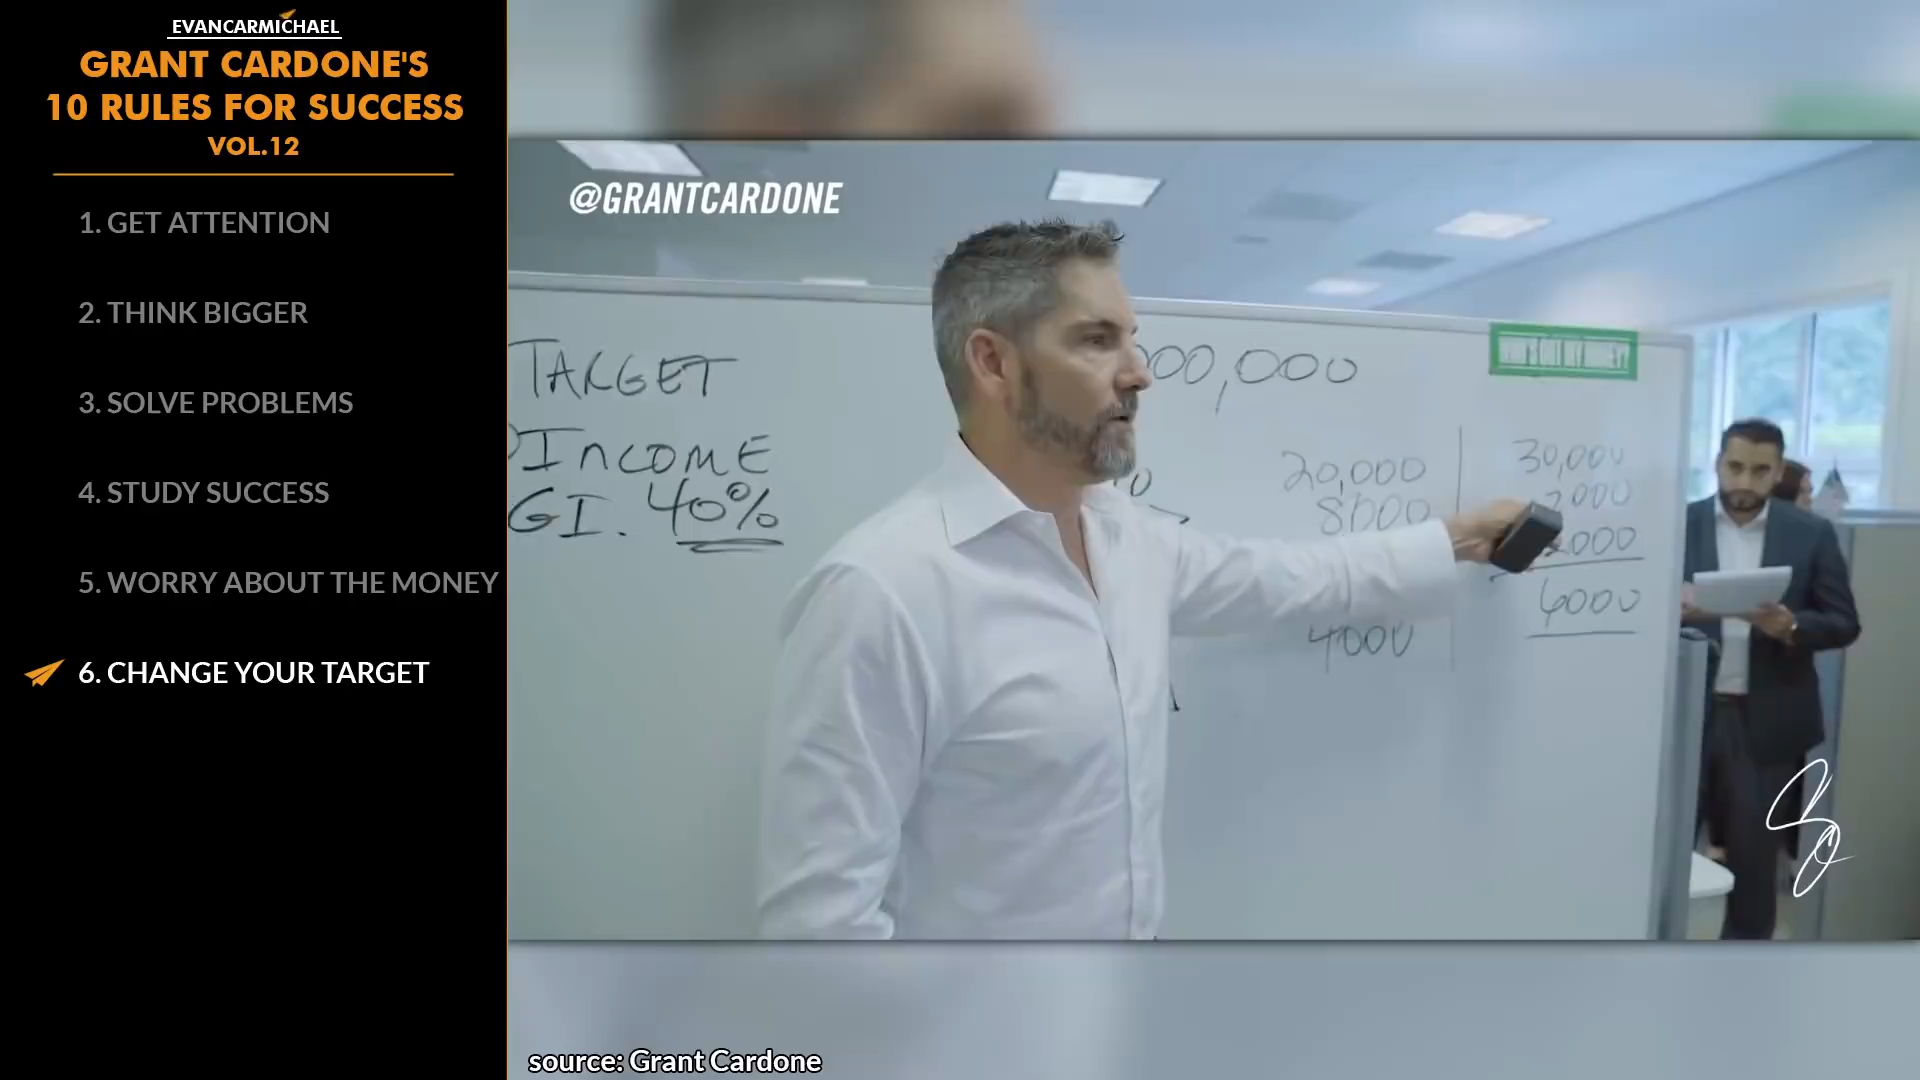 EVANCARMICHAEL
GRANT CARDONE'S
10 RULES FOR SUCCESS
VOL.12
1. GET ATTENTION
2. THINK BIGGER
3. SOLVE PROBLEMS
4. STUDY SUCCESS
5. WORRY ABOUT THE MONEY
6. CHANGE YOUR TARGET
@GRANTCARDONE
TARGET
00,000
INCOME
GI. 40%
20,000
8000
4000
30,000
000
000
6000
source: Grant Cardone